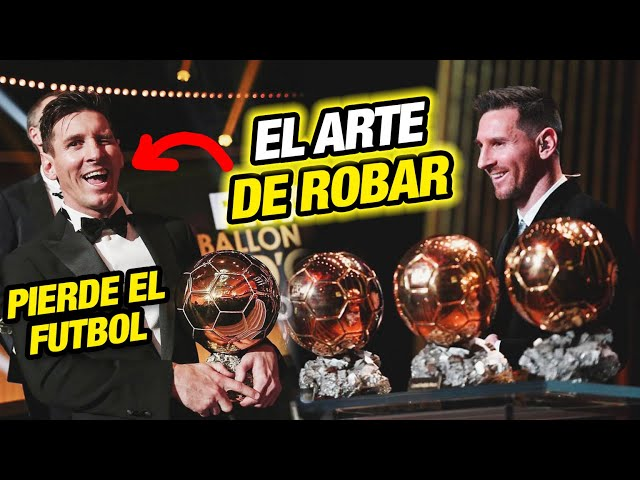 EL ARTE
DE ROBAR
BALLON
D'O
PIERDE EL
FUTBOL